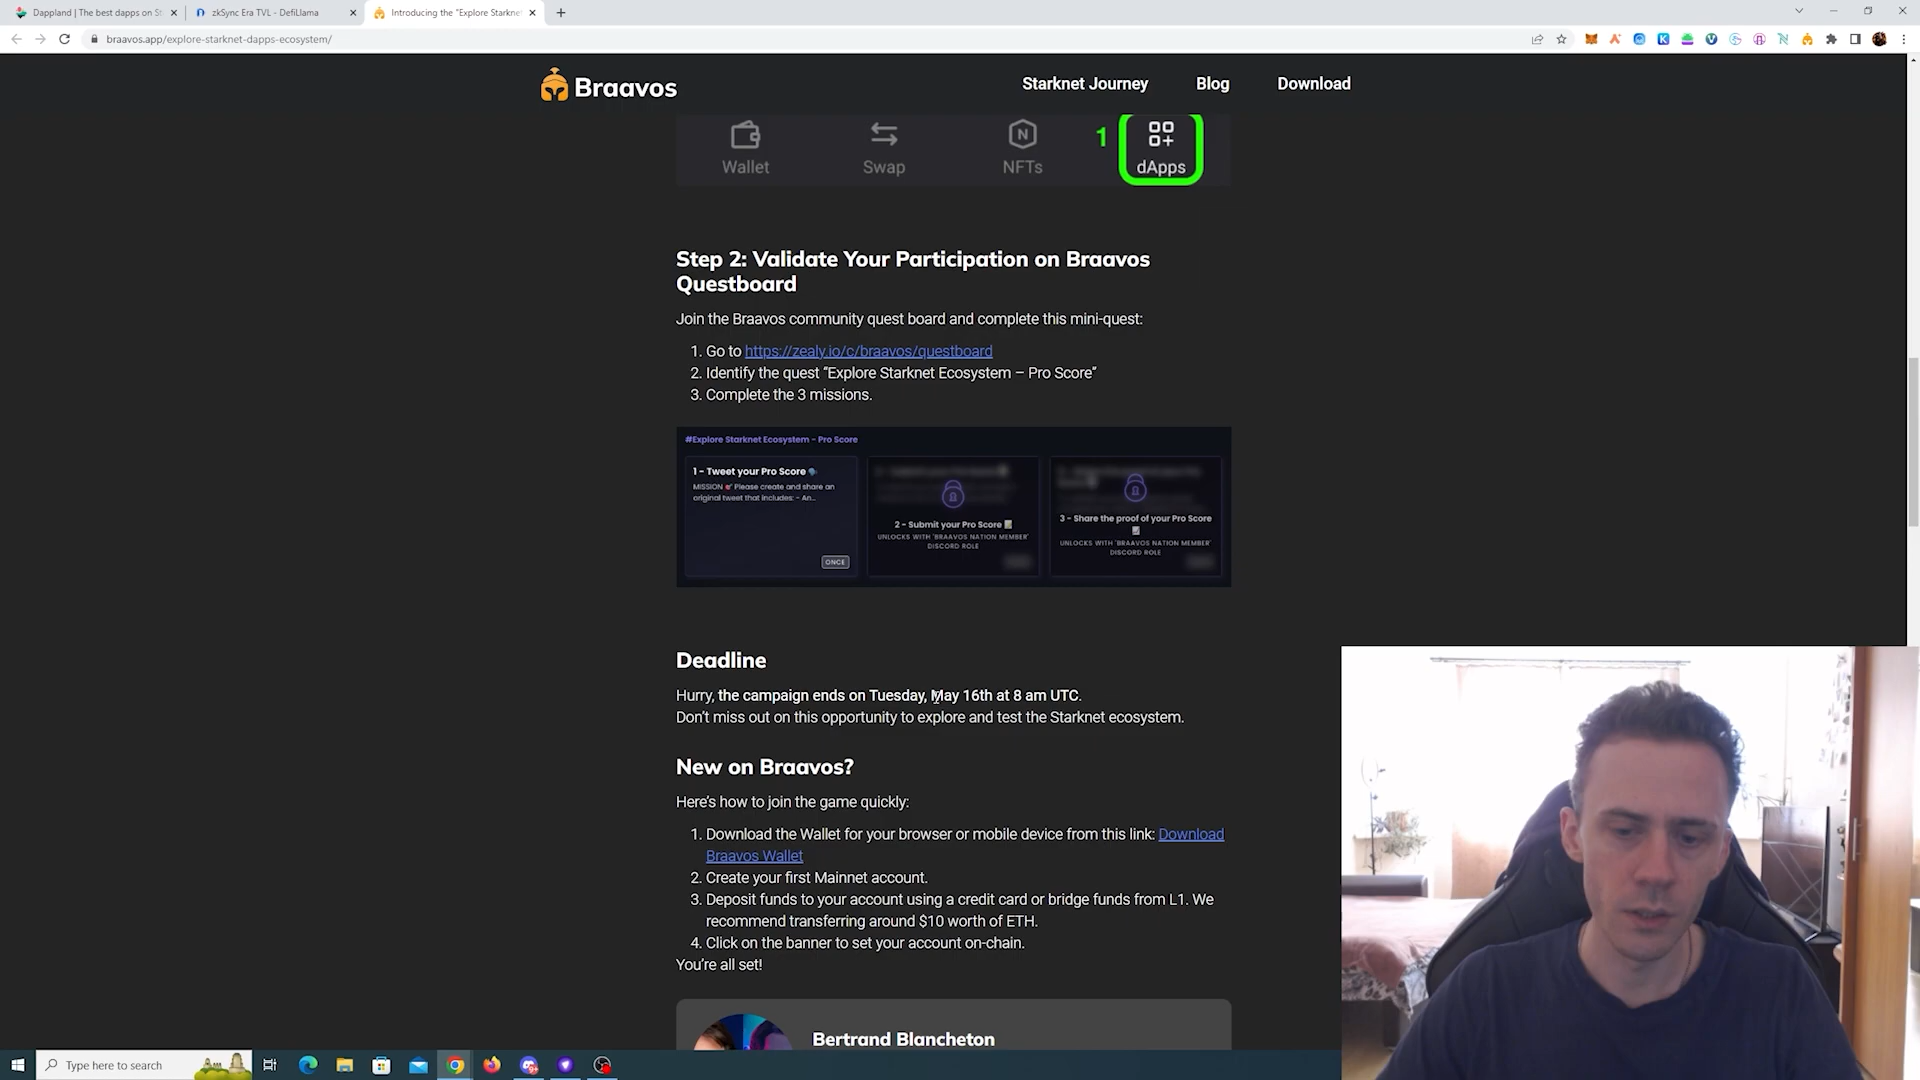 Dappland | The best dapps on St
zkSync Era TVL - DefiLlama
Introducing the "Explore Starknet
braavos.app/explore-starknet-dapps-ecosystem/
Braavos
Starknet Journey
Blog
Download
Wallet
Swap
NFTs
1
dApps
Step 2: Validate Your Participation on Braavos
Questboard
Join the Braavos community quest board and complete this mini-quest:
1. Go to https://zealy.io/c/braavos/questboard
2. Identify the quest “Explore Starknet Ecosystem – Pro Score”
3. Complete the 3 missions.
#Explore Starknet Ecosystem - Pro Score
1 - Tweet your Pro Score
MISSION Please create and share an
original tweet that includes: - An...
ONCE
2 - Submit your Pro Score
UNLOCKS WITH 'BRAAVOS NATION MEMBER'
DISCORD ROLE
3 - Share the proof of your Pro Score
UNLOCKS WITH 'BRAAVOS NATION MEMBER'
DISCORD ROLE
Deadline
Hurry, the campaign ends on Tuesday, May 16th at 8 am UTC.
Don’t miss out on this opportunity to explore and test the Starknet ecosystem.
New on Braavos?
Here’s how to join the game quickly:
1. Download the Wallet for your browser or mobile device from this link: Download
Braavos Wallet
2. Create your first Mainnet account.
3. Deposit funds to your account using a credit card or bridge funds from L1. We
recommend transferring around $10 worth of ETH.
4. Click on the banner to set your account on-chain.
You’re all set!
Bertrand Blancheton
Type here to search